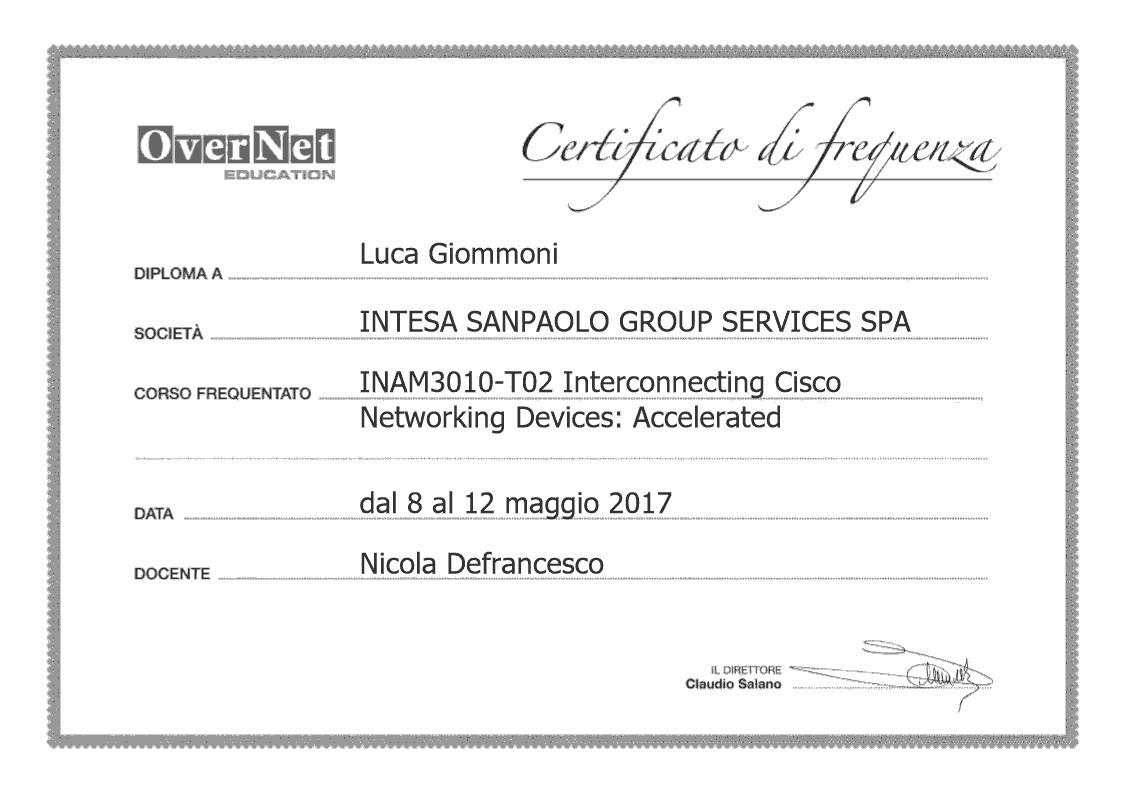 OverNet
EDUCATION
Certificato di frequenza
DIPLOMA A Luca Giommoni
SOCIETÀ INTESA SANPAOLO GROUP SERVICES SPA
CORSO FREQUENTATO INAM3010-T02 Interconnecting Cisco
Networking Devices: Accelerated
DATA dal 8 al 12 maggio 2017
DOCENTE Nicola Defrancesco
IL DIRETTORE
Claudio Salano